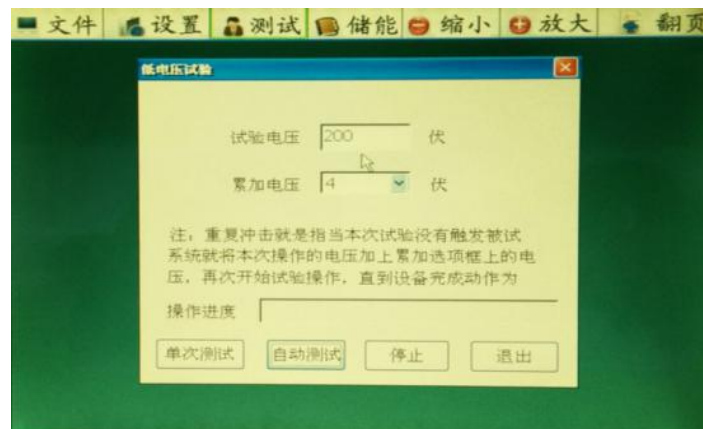 文件 设置 测试 储能 缩小 放大 翻页
低电压试验
试验电压 200 伏
累加电压 4 伏
注：重复冲击就是指当本次试验没有触发被试
系统就将本次操作的电压加上累加选项框上的电
压，再次开始试验操作，直到设备完成动作为
操作进度
单次测试 自动测试 停止 退出